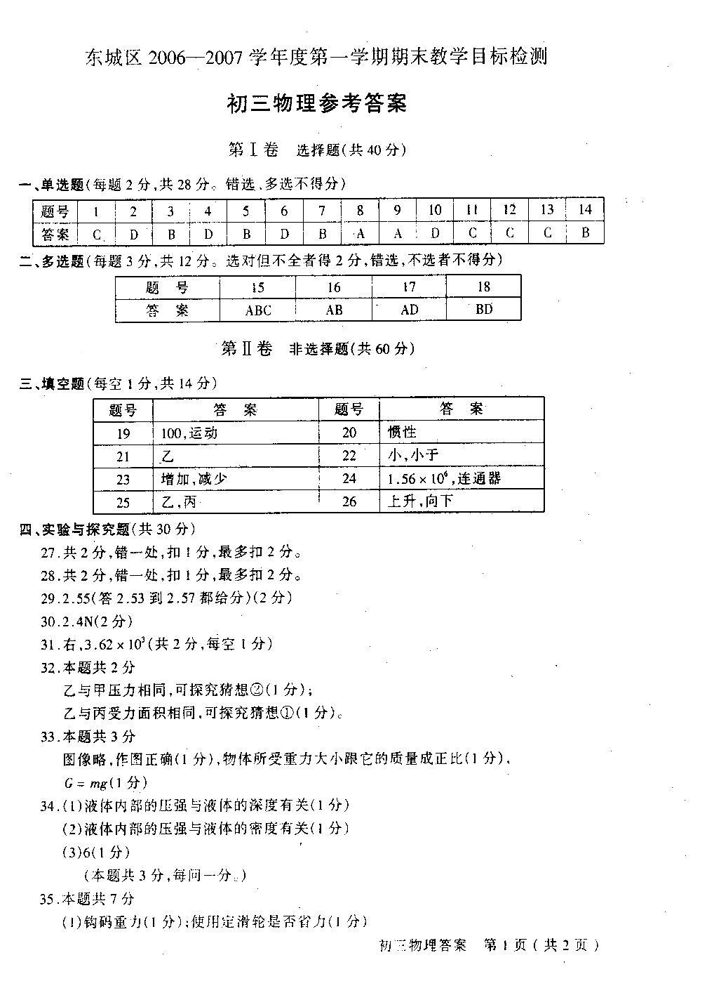 东城区 2006—2007 学年度第一学期期末教学目标检测
初三物理参考答案
第 I 卷 选择题(共 40 分)
一、单选题(每题 2 分,共 28 分。错选、多选不得分)
题号 1 2 3 4 5 6 7 8 9 10 11 12 13 14
答案 C D B D B D B A A D C C C B
二、多选题(每题 3 分,共 12 分。选对但不全者得 2 分,错选,不选者不得分)
题 号 15 16 17 18
答 案 ABC AB AD BD
第 II 卷 非选择题(共 60 分)
三、填空题(每空 1 分,共 14 分)
题号 答 案 题号 答 案
19 100,运动 20 惯性
21 乙 22 小,小于
23 增加,减少 24 1.56×10⁶,连通器
25 乙,丙 26 上升,向下
四、实验与探究题(共 30 分)
27.共 2 分,错一处,扣 1 分,最多扣 2 分。
28.共 2 分,错一处,扣 1 分,最多扣 2 分。
29.2.55(答 2.53 到 2.57 都给分)(2 分)
30.2.4N(2 分)
31.右,3.62×10³(共 2 分,每空 1 分)
32.本题共 2 分
乙与甲压力相同,可探究猜想②(1 分);
乙与丙受力面积相同,可探究猜想①(1 分)。
33.本题共 3 分
图像略,作图正确(1 分),物体所受重力大小跟它的质量成正比(1 分),
G = mg(1 分)
34.(1)液体内部的压强与液体的深度有关(1 分)
(2)液体内部的压强与液体的密度有关(1 分)
(3)6(1 分)
(本题共 3 分,每问一分。)
35.本题共 7 分
(1)钩码重力(1 分);使用定滑轮是否省力(1 分)
初三物理答案 第 1 页 ( 共 2 页 )